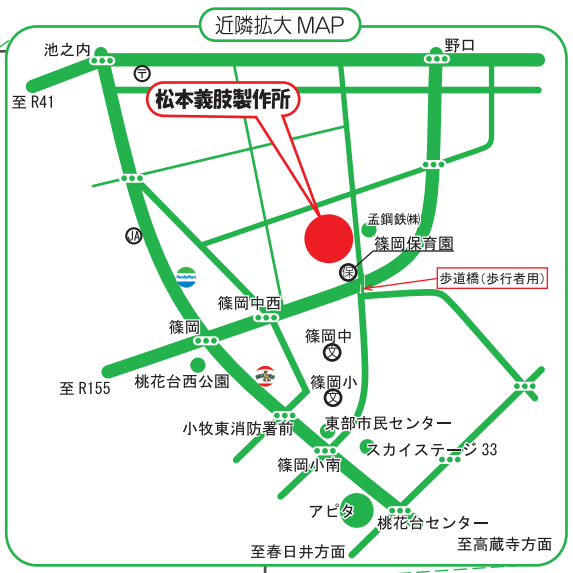 近隣拡大 MAP
池之内
野口
〒
至 R41
松本義肢製作所
孟鋼鉄㈱
JA
篠岡保育園
保
歩道橋(歩行者用)
FamilyMart
篠岡中西
篠岡
篠岡中
文
桃花台西公園
至 R155
篠岡小
文
小牧東消防署前
東部市民センター
スカイステージ 33
篠岡小南
アピタ
桃花台センター
至春日井方面
至高蔵寺方面